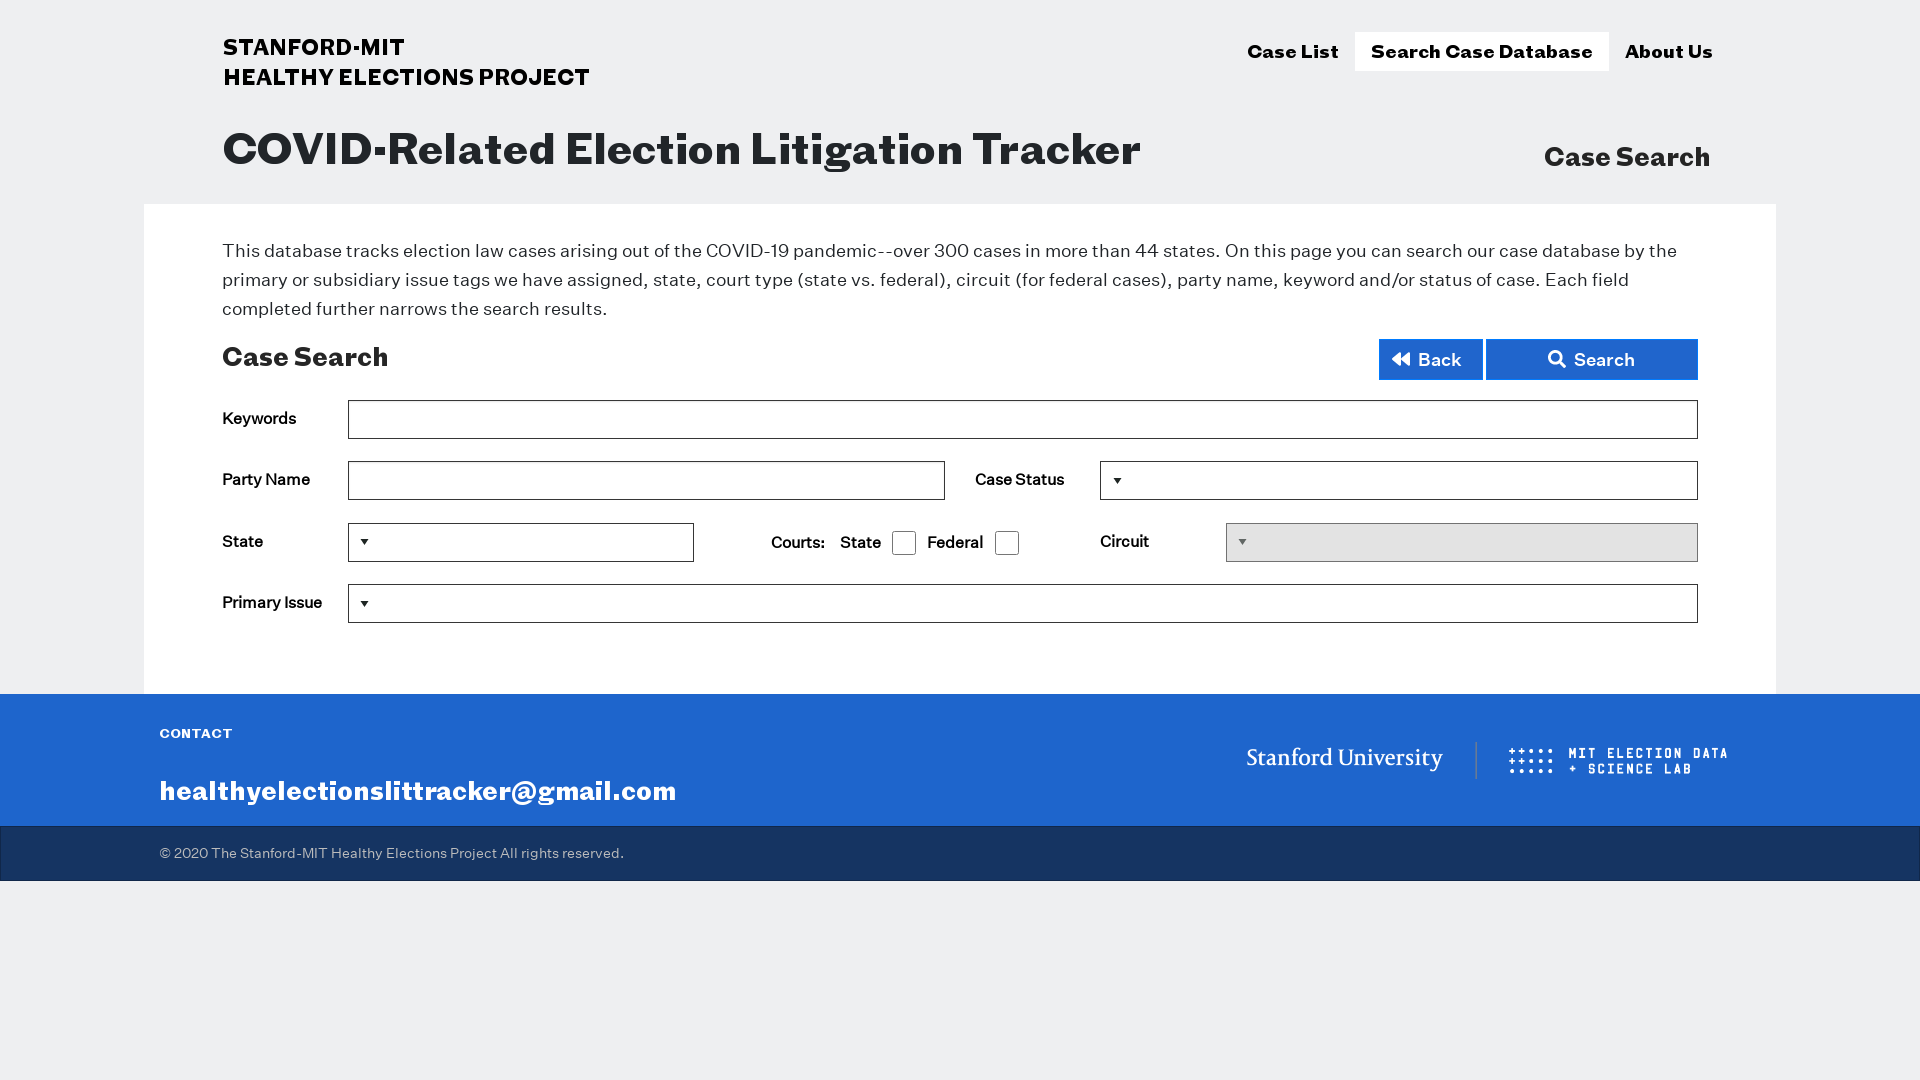 STANFORD-MIT
HEALTHY ELECTIONS PROJECT
Case List
Search Case Database
About Us
COVID-Related Election Litigation Tracker
Case Search
This database tracks election law cases arising out of the COVID-19 pandemic--over 300 cases in more than 44 states. On this page you can search our case database by the
primary or subsidiary issue tags we have assigned, state, court type (state vs. federal), circuit (for federal cases), party name, keyword and/or status of case. Each field
completed further narrows the search results.
Case Search
Back
Search
Keywords
Party Name
Case Status
State
Courts: State Federal
Circuit
Primary Issue
CONTACT
healthyelectionslittracker@gmail.com
Stanford University
MIT ELECTION DATA
+ SCIENCE LAB
© 2020 The Stanford-MIT Healthy Elections Project All rights reserved.